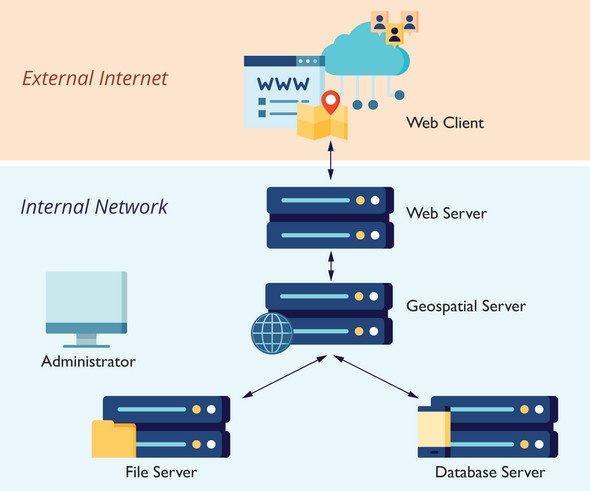 External Internet
WWW
Web Client
Internal Network
Web Server
Geospatial Server
Administrator
File Server
Database Server